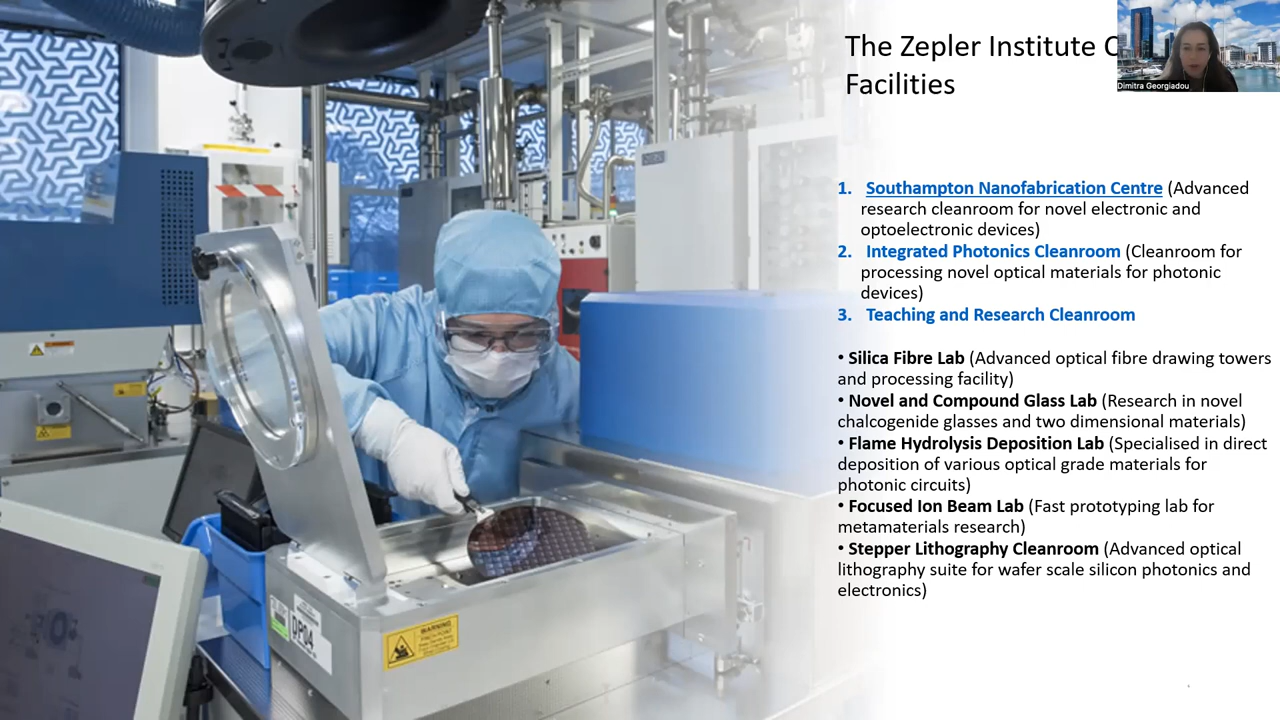 The Zepler Institute C
Facilities
Dimitra Georgiadou
1. Southampton Nanofabrication Centre (Advanced
research cleanroom for novel electronic and
optoelectronic devices)
2. Integrated Photonics Cleanroom (Cleanroom for
processing novel optical materials for photonic
devices)
3. Teaching and Research Cleanroom
• Silica Fibre Lab (Advanced optical fibre drawing towers
and processing facility)
• Novel and Compound Glass Lab (Research in novel
chalcogenide glasses and two dimensional materials)
• Flame Hydrolysis Deposition Lab (Specialised in direct
deposition of various optical grade materials for
photonic circuits)
• Focused Ion Beam Lab (Fast prototyping lab for
metamaterials research)
• Stepper Lithography Cleanroom (Advanced optical
lithography suite for wafer scale silicon photonics and
electronics)
DP04
WARNING
PINCH POINT